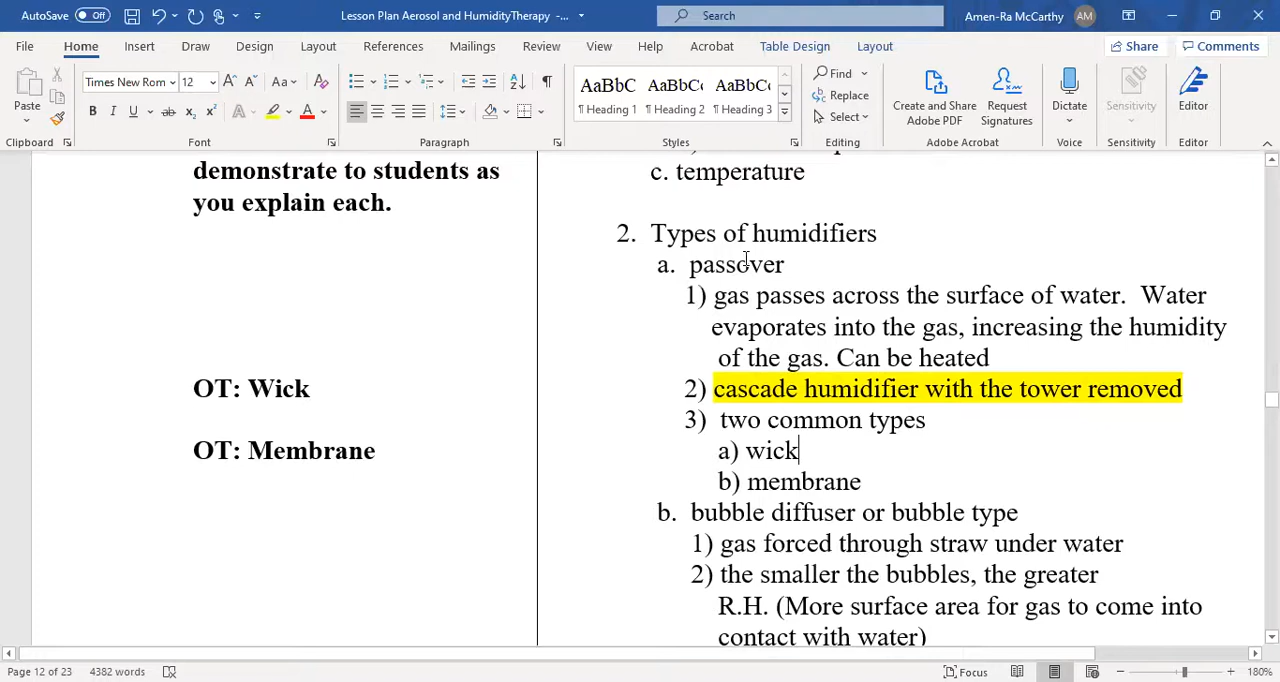 AutoSave Off Lesson Plan Aerosol and HumidityTherapy -... Search Amen-Ra McCarthy AM
File Home Insert Draw Design Layout References Mailings Review View Help Acrobat Table Design Layout Share Comments
Times New Rom 12 Aa AaBbC AaBbC AaBbC Find
Paste B I U ab x₂ x² A A ¶ Heading 1 ¶ Heading 2 ¶ Heading 3 Replace Create and Share Adobe PDF Request Signatures Dictate Sensitivity Editor
Select
Clipboard Font Paragraph Styles Editing Adobe Acrobat Voice Sensitivity Editor
demonstrate to students as
you explain each.
OT: Wick
OT: Membrane
c. temperature
2. Types of humidifiers
a. passover
1) gas passes across the surface of water. Water
evaporates into the gas, increasing the humidity
of the gas. Can be heated
2) cascade humidifier with the tower removed
3) two common types
a) wick
b) membrane
b. bubble diffuser or bubble type
1) gas forced through straw under water
2) the smaller the bubbles, the greater
R.H. (More surface area for gas to come into
contact with water)
Page 12 of 23 4382 words Focus 180%